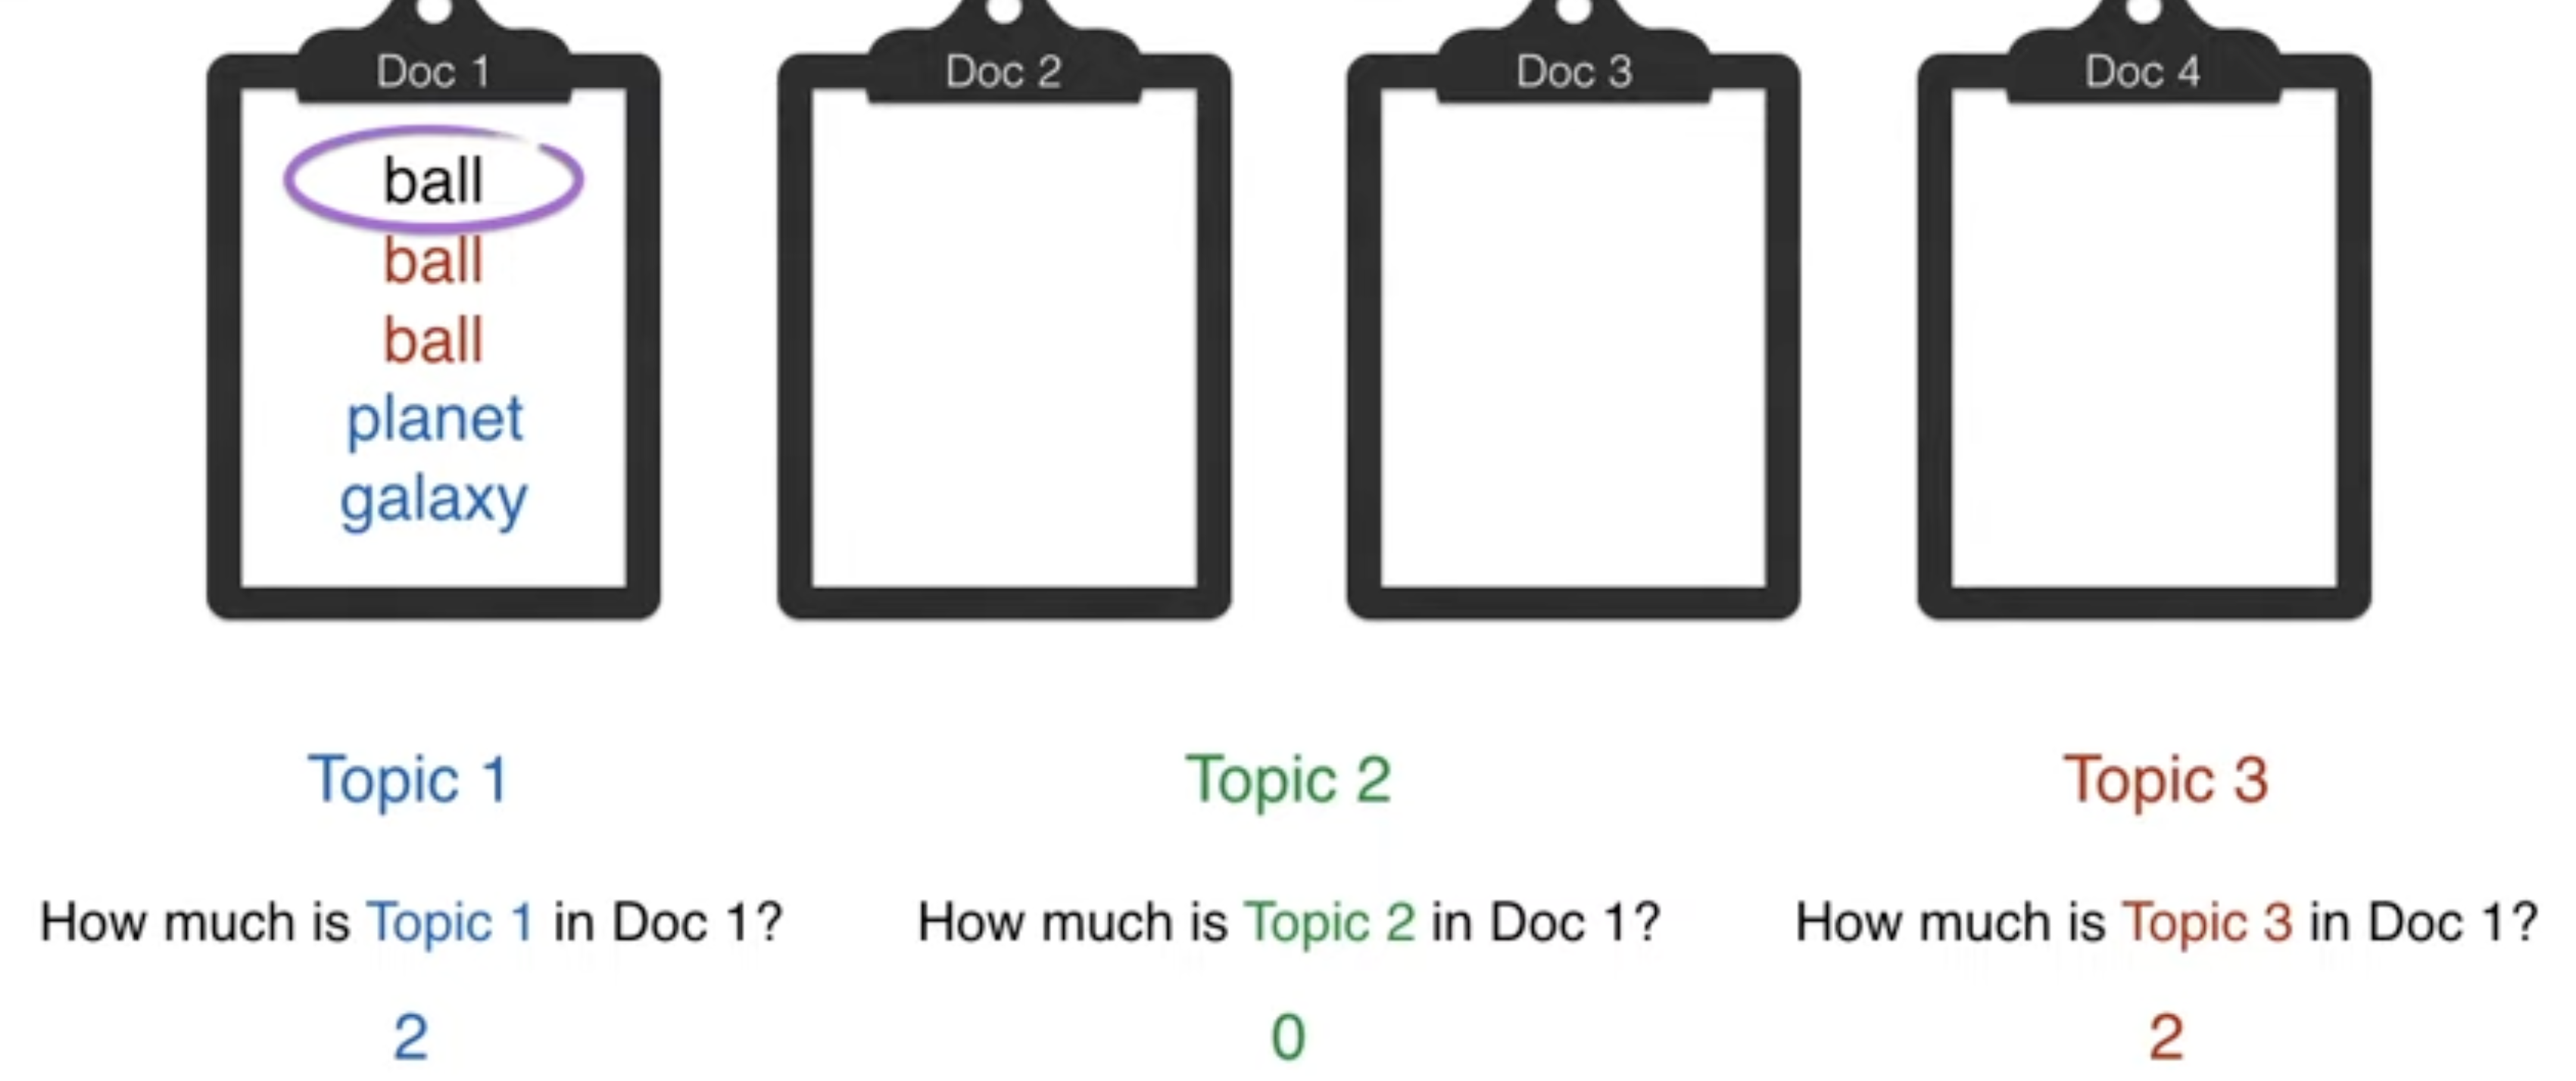 Doc 1
Doc 2
Doc 3
Doc 4
ball
ball
ball
planet
galaxy
Topic 1
Topic 2
Topic 3
How much is Topic 1 in Doc 1?
How much is Topic 2 in Doc 1?
How much is Topic 3 in Doc 1?
2
0
2